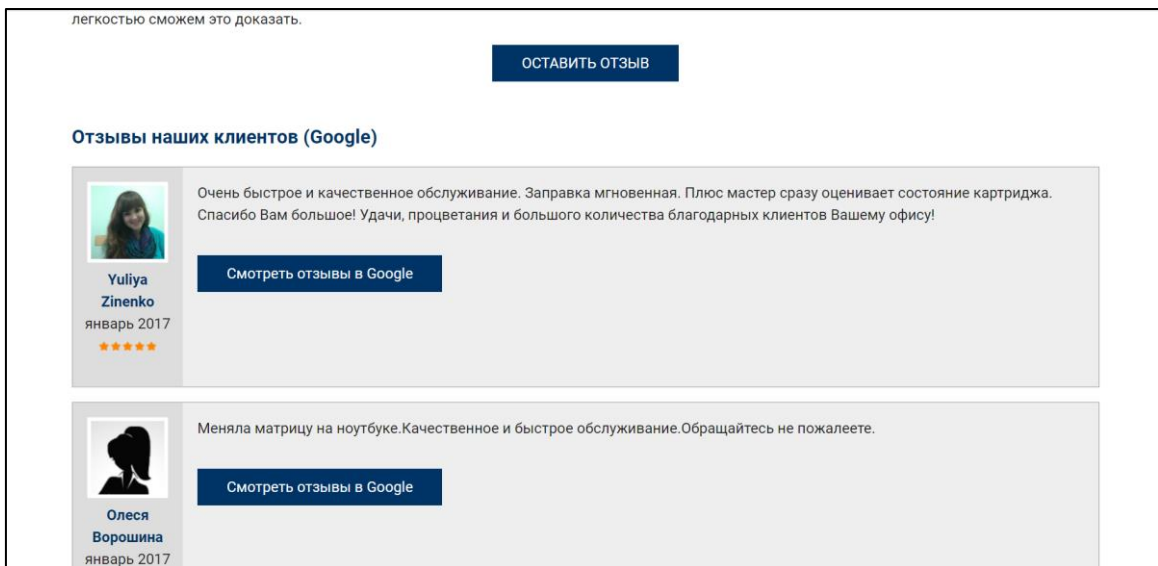 легкостью сможем это доказать.
ОСТАВИТЬ ОТЗЫВ
Отзывы наших клиентов (Google)
Очень быстрое и качественное обслуживание. Заправка мгновенная. Плюс мастер сразу оценивает состояние картриджа.
Спасибо Вам большое! Удачи, процветания и большого количества благодарных клиентов Вашему офису!
Смотреть отзывы в Google
Yuliya
Zinenko
январь 2017
Меняла матрицу на ноутбуке.Качественное и быстрое обслуживание.Обращайтесь не пожалеете.
Смотреть отзывы в Google
Олеся
Ворошина
январь 2017